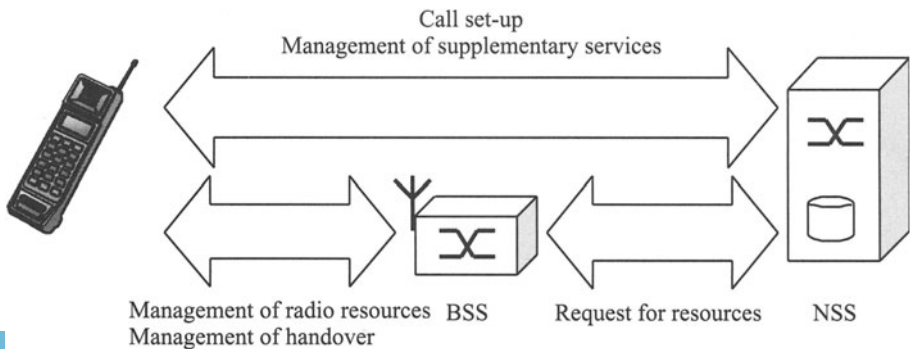 Call set-up
Management of supplementary services
Management of radio resources
Management of handover
BSS
Request for resources
NSS